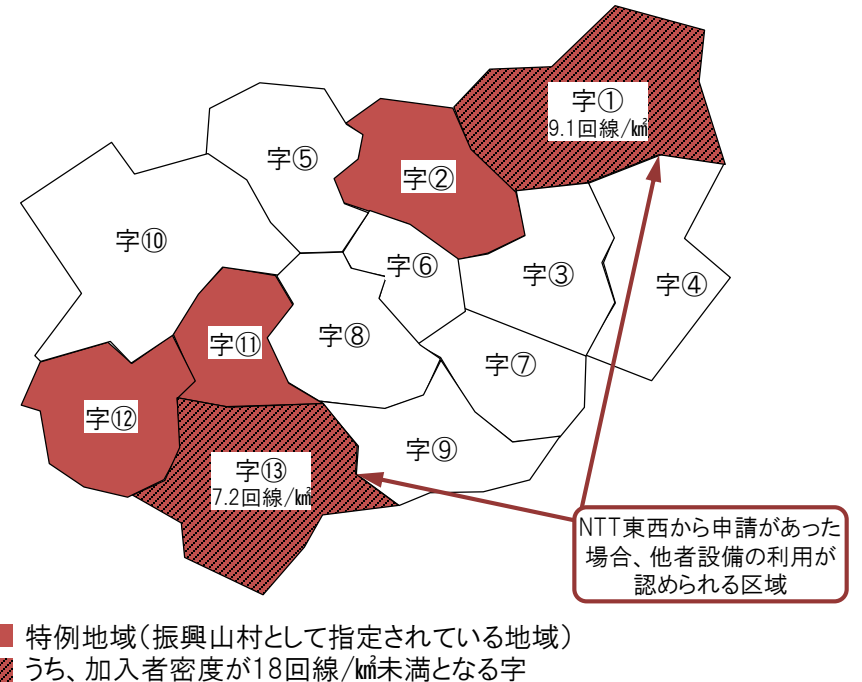 字①
9.1回線/㎢
字⑤
字②
字⑩
字⑥
字③
字④
字⑪
字⑧
字⑦
字⑫
字⑨
字⑬
7.2回線/㎢
NTT東西から申請があった
場合、他者設備の利用が
認められる区域
特例地域(振興山村として指定されている地域)
うち、加入者密度が18回線/㎢未満となる字